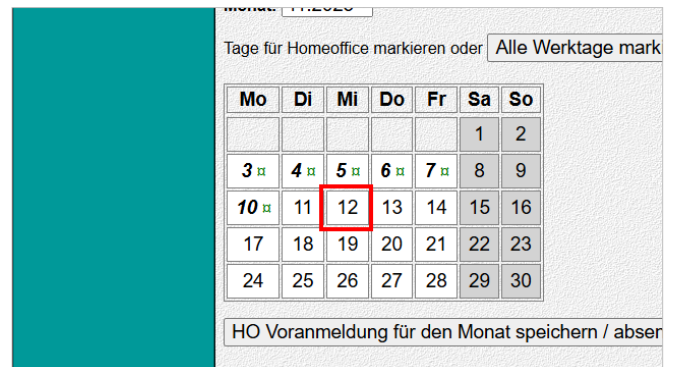 Tage für Homeoffice markieren oder Alle Werktage mark
Mo Di Mi Do Fr Sa So
1 2
3 ¤ 4 ¤ 5 ¤ 6 ¤ 7 ¤ 8 9
10 ¤ 11 12 13 14 15 16
17 18 19 20 21 22 23
24 25 26 27 28 29 30
HO Voranmeldung für den Monat speichern / abser